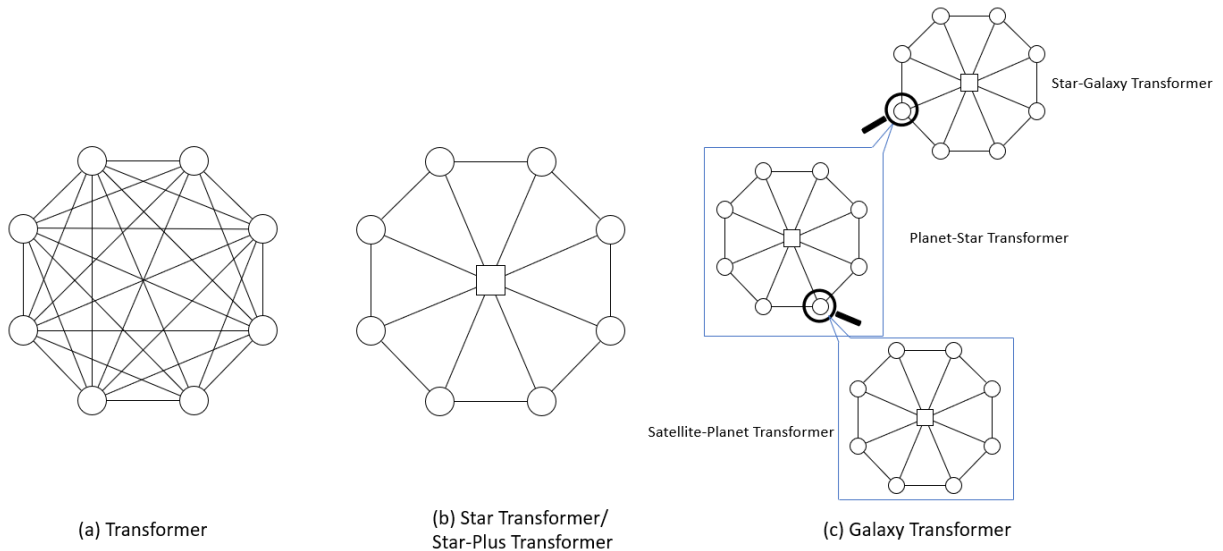 Star-Galaxy Transformer
Planet-Star Transformer
Satellite-Planet Transformer
(a) Transformer
(b) Star Transformer/
Star-Plus Transformer
(c) Galaxy Transformer